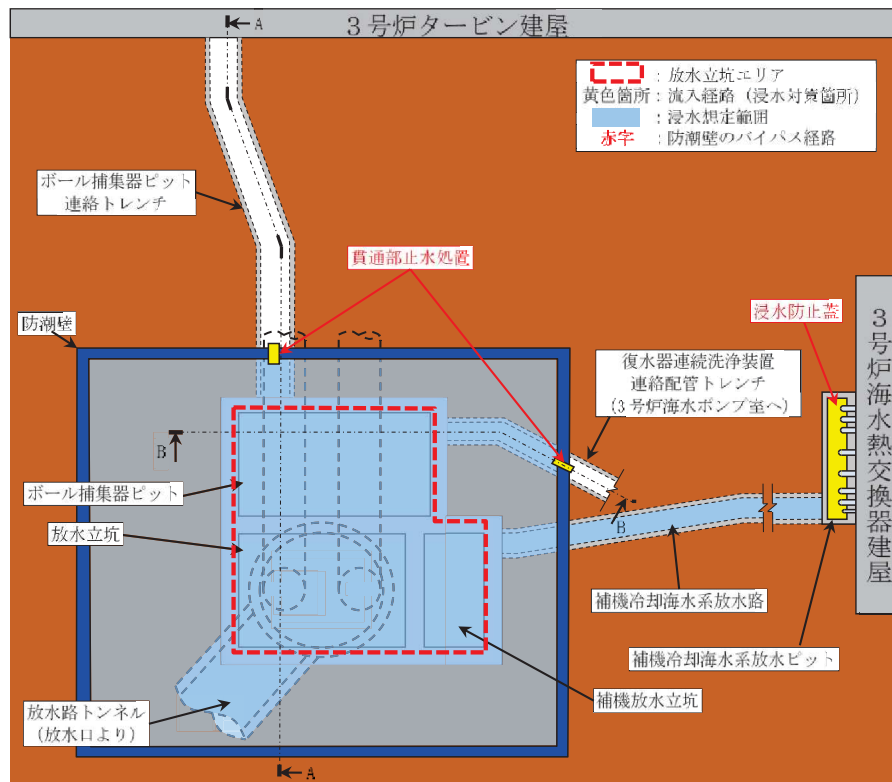 A
3号炉タービン建屋
：放水立坑エリア
黄色箇所：流入経路（浸水対策箇所）
：浸水想定範囲
赤字：防潮壁のバイパス経路
ボール捕集器ピット
連絡トレンチ
貫通部止水処置
浸水防止蓋
3号炉海水熱交換器建屋
防潮壁
復水器連続洗浄装置
連絡配管トレンチ
（3号炉海水ポンプ室へ）
B
ボール捕集器ピット
B
放水立坑
補機冷却海水系放水路
補機冷却海水系放水ピット
補機放水立坑
放水路トンネル
（放水口より）
A